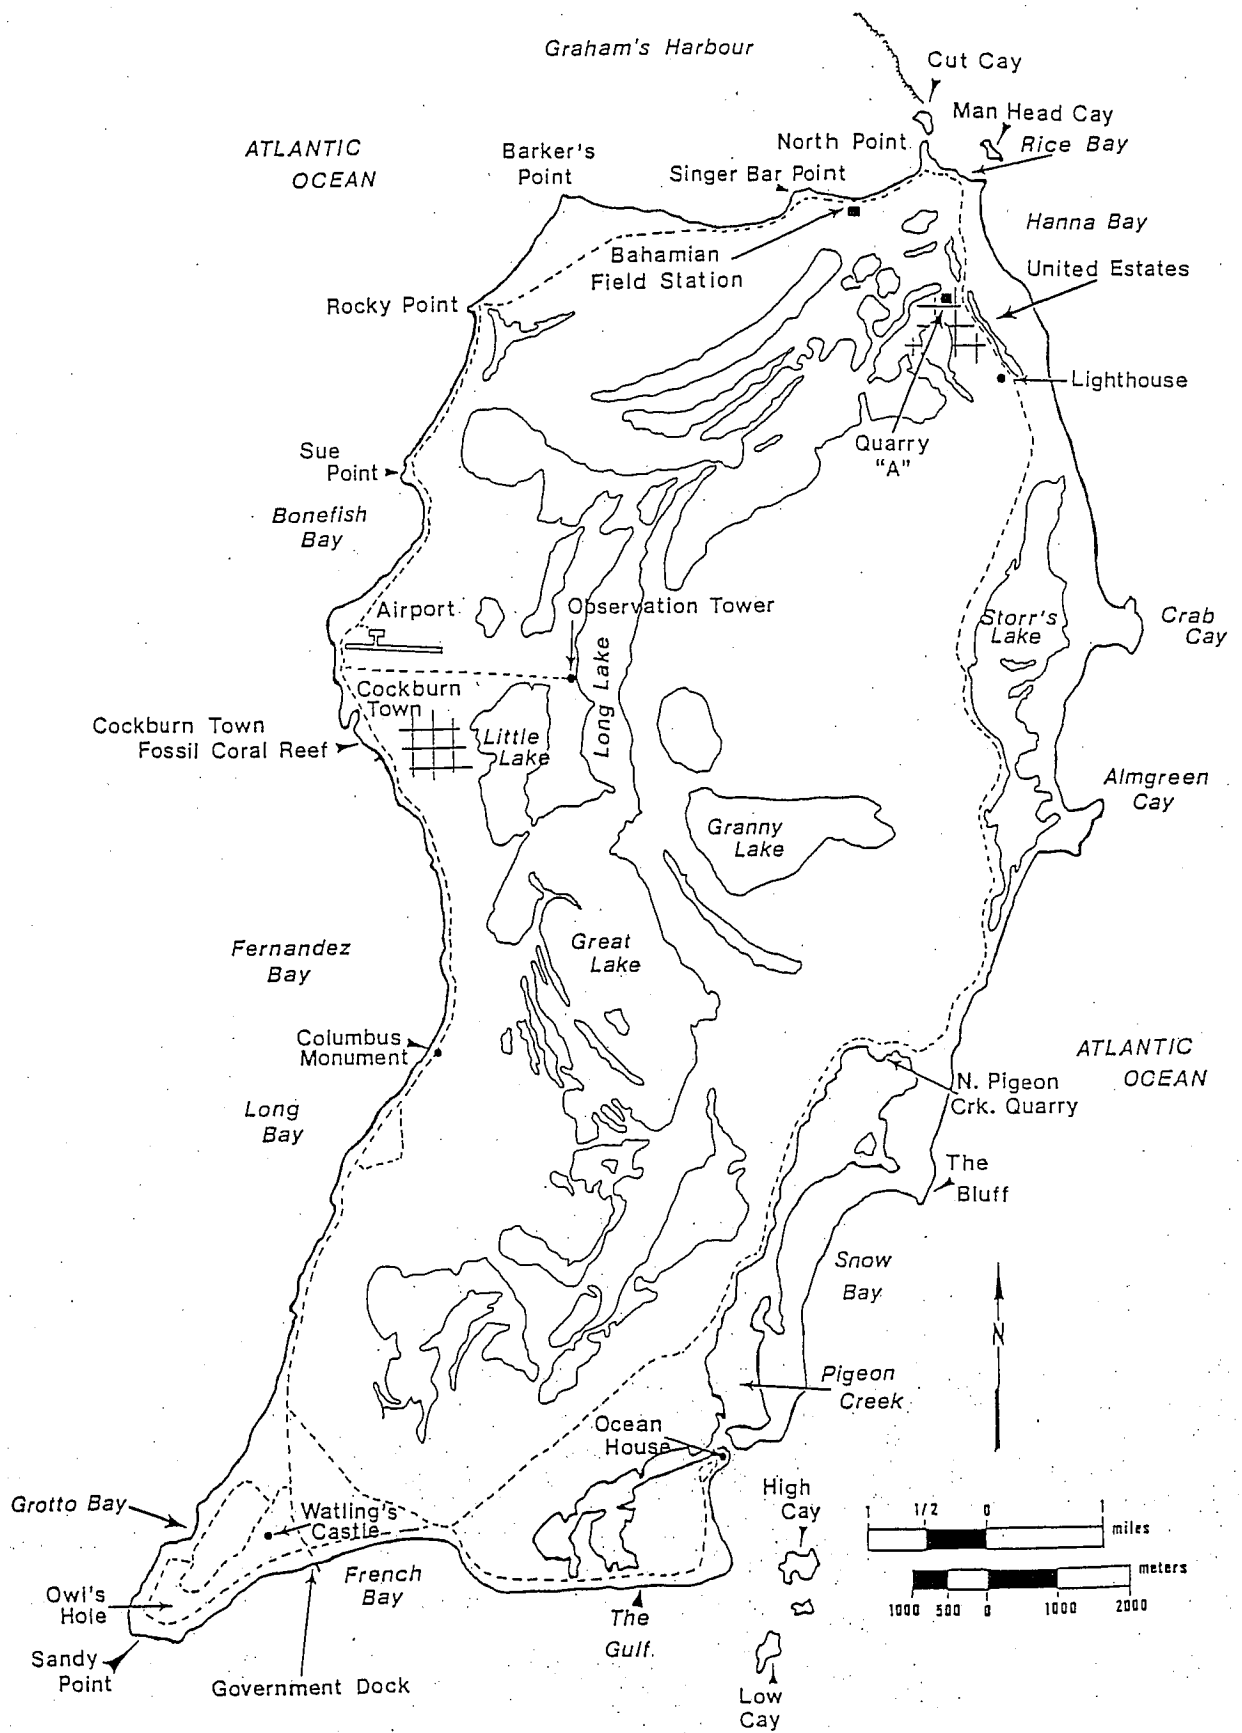 Graham's Harbour
Cut Cay
Man Head Cay
North Point
Rice Bay
ATLANTIC
OCEAN
Barker's
Point
Singer Bar Point
Hanna Bay
Bahamian
Field Station
United Estates
Rocky Point
Lighthouse
Quarry
"A"
Sue
Point
Bonefish
Bay
Airport
Observation Tower
Storr's
Lake
Crab
Cay
Long Lake
Cockburn
Town
Cockburn Town
Fossil Coral Reef
Little
Lake
Almgreen
Cay
Granny
Lake
Fernandez
Bay
Great
Lake
Columbus
Monument
ATLANTIC
OCEAN
N. Pigeon
Crk. Quarry
Long
Bay
The
Bluff
Snow
Bay
N
Pigeon
Creek
Ocean
House
Grotto Bay
Watling's
Castle
High
Cay
1 1/2 0 1
miles
meters
1000 500 0 1000 2000
French
Bay
Owl's
Hole
The
Gulf
Sandy
Point
Government Dock
Low
Cay